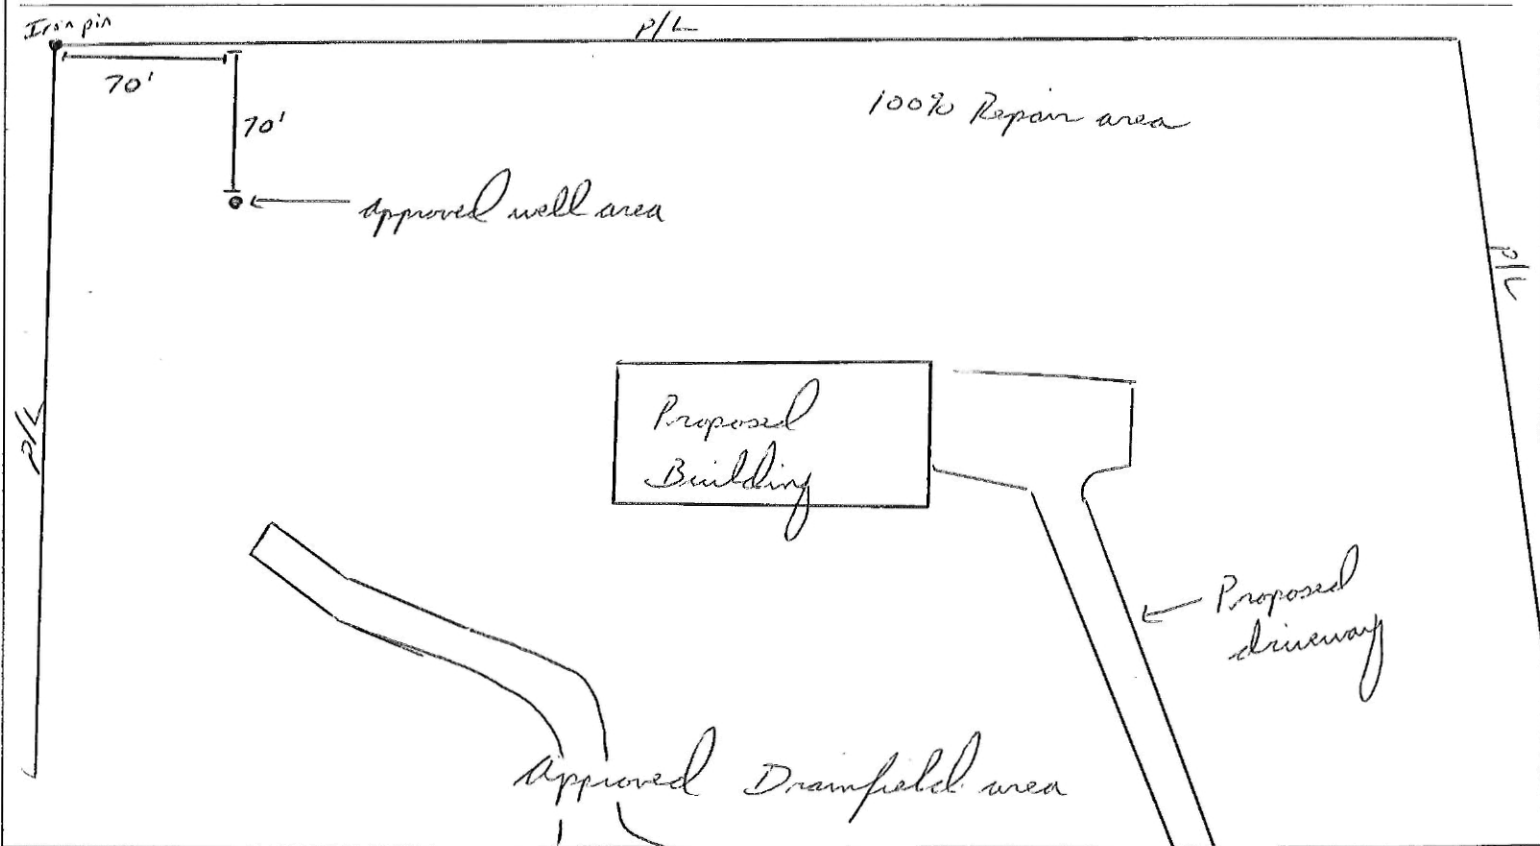 Iron pin
P/L
70'
70'
100% Repair area
approved well area
P/L
P/L
Proposed
Building
Proposed
driveway
Approved Drainfield area